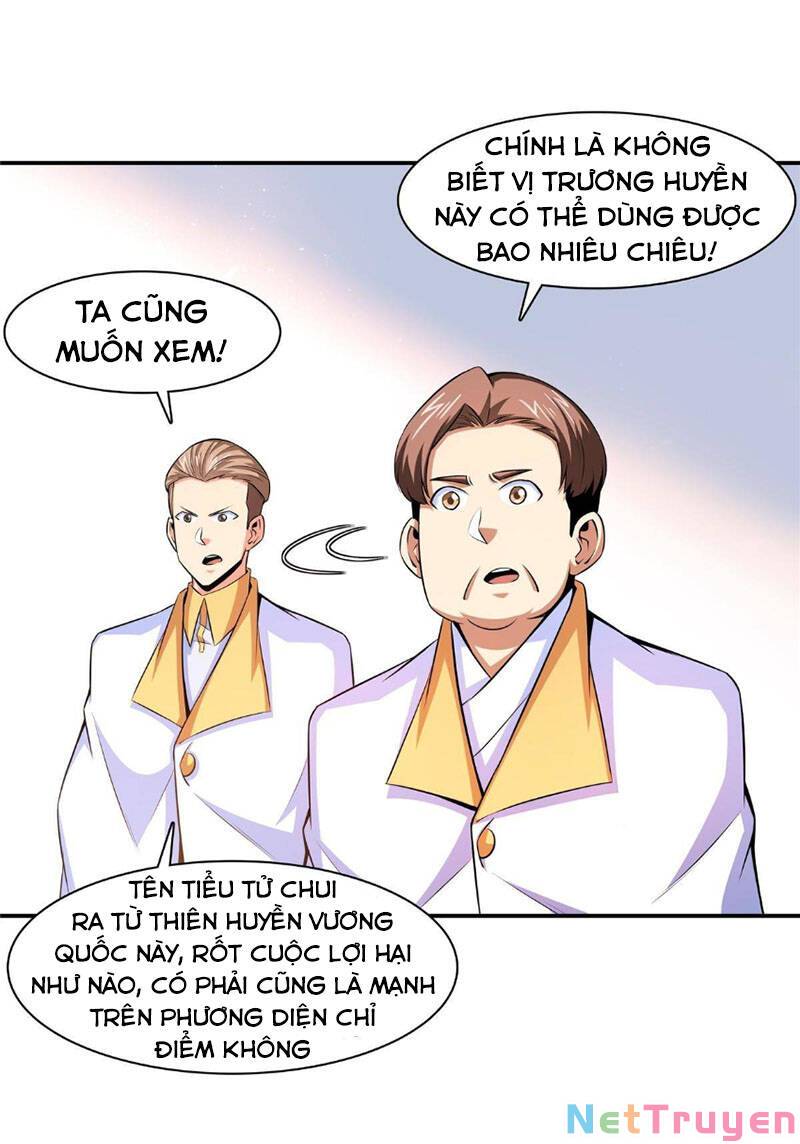 CHÍNH LÀ KHÔNG
BIẾT VỊ TRƯƠNG HUYỀN
NÀY CÓ THỂ DÙNG ĐƯỢC
BAO NHIÊU CHIÊU!
TA CŨNG
MUỐN XEM!
TÊN TIỂU TỬ CHUI
RA TỪ THIÊN HUYỀN VƯƠNG
QUỐC NÀY, RỐT CUỘC LỢI HẠI
NHƯ NÀO, CÓ PHẢI CŨNG LÀ MẠNH
TRÊN PHƯƠNG DIỆN CHỈ
ĐIỂM KHÔNG
NetTruyen